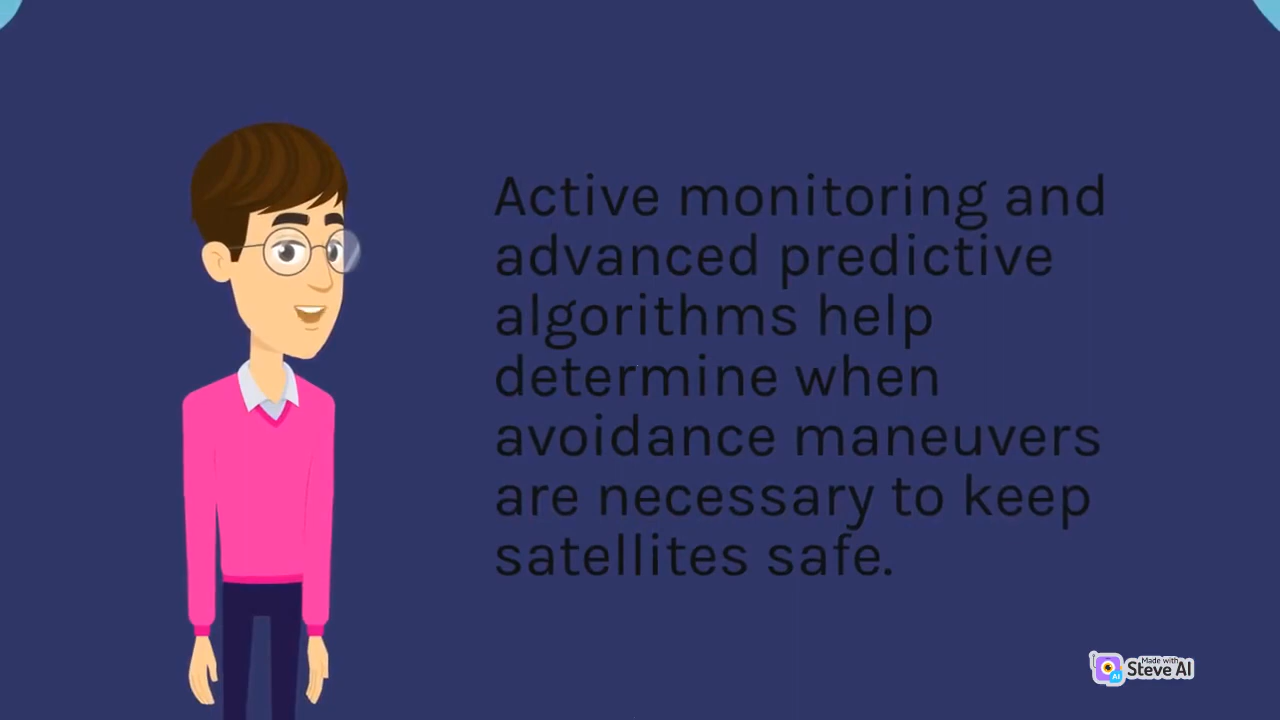 Active monitoring and
advanced predictive
algorithms help
determine when
avoidance maneuvers
are necessary to keep
satellites safe.
Made with
Steve AI
AI